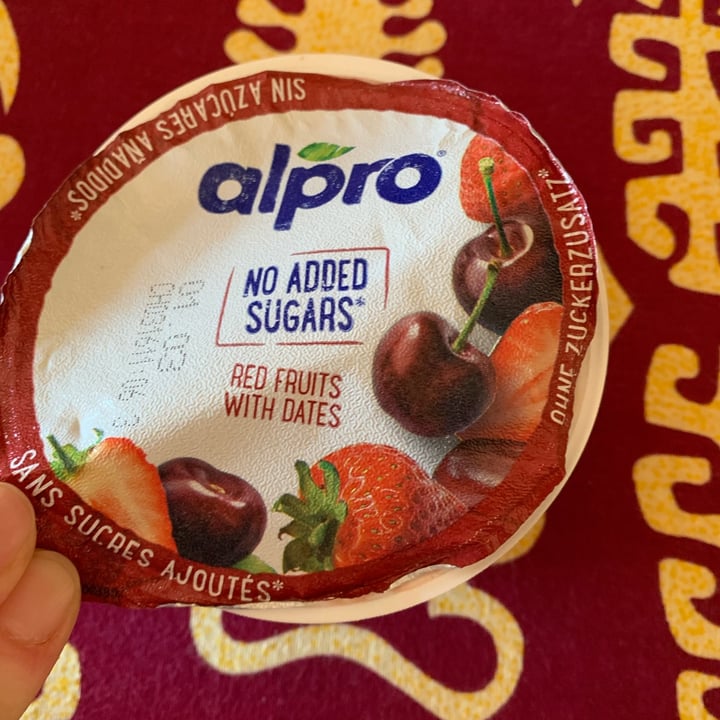 SIN AZÚCARES AÑADIDOS*
alpro®
NO ADDED
SUGARS*
RED FRUITS
WITH DATES
OHNE ZUCKERZUSATZ*
SANS SUCRES AJOUTÉS*